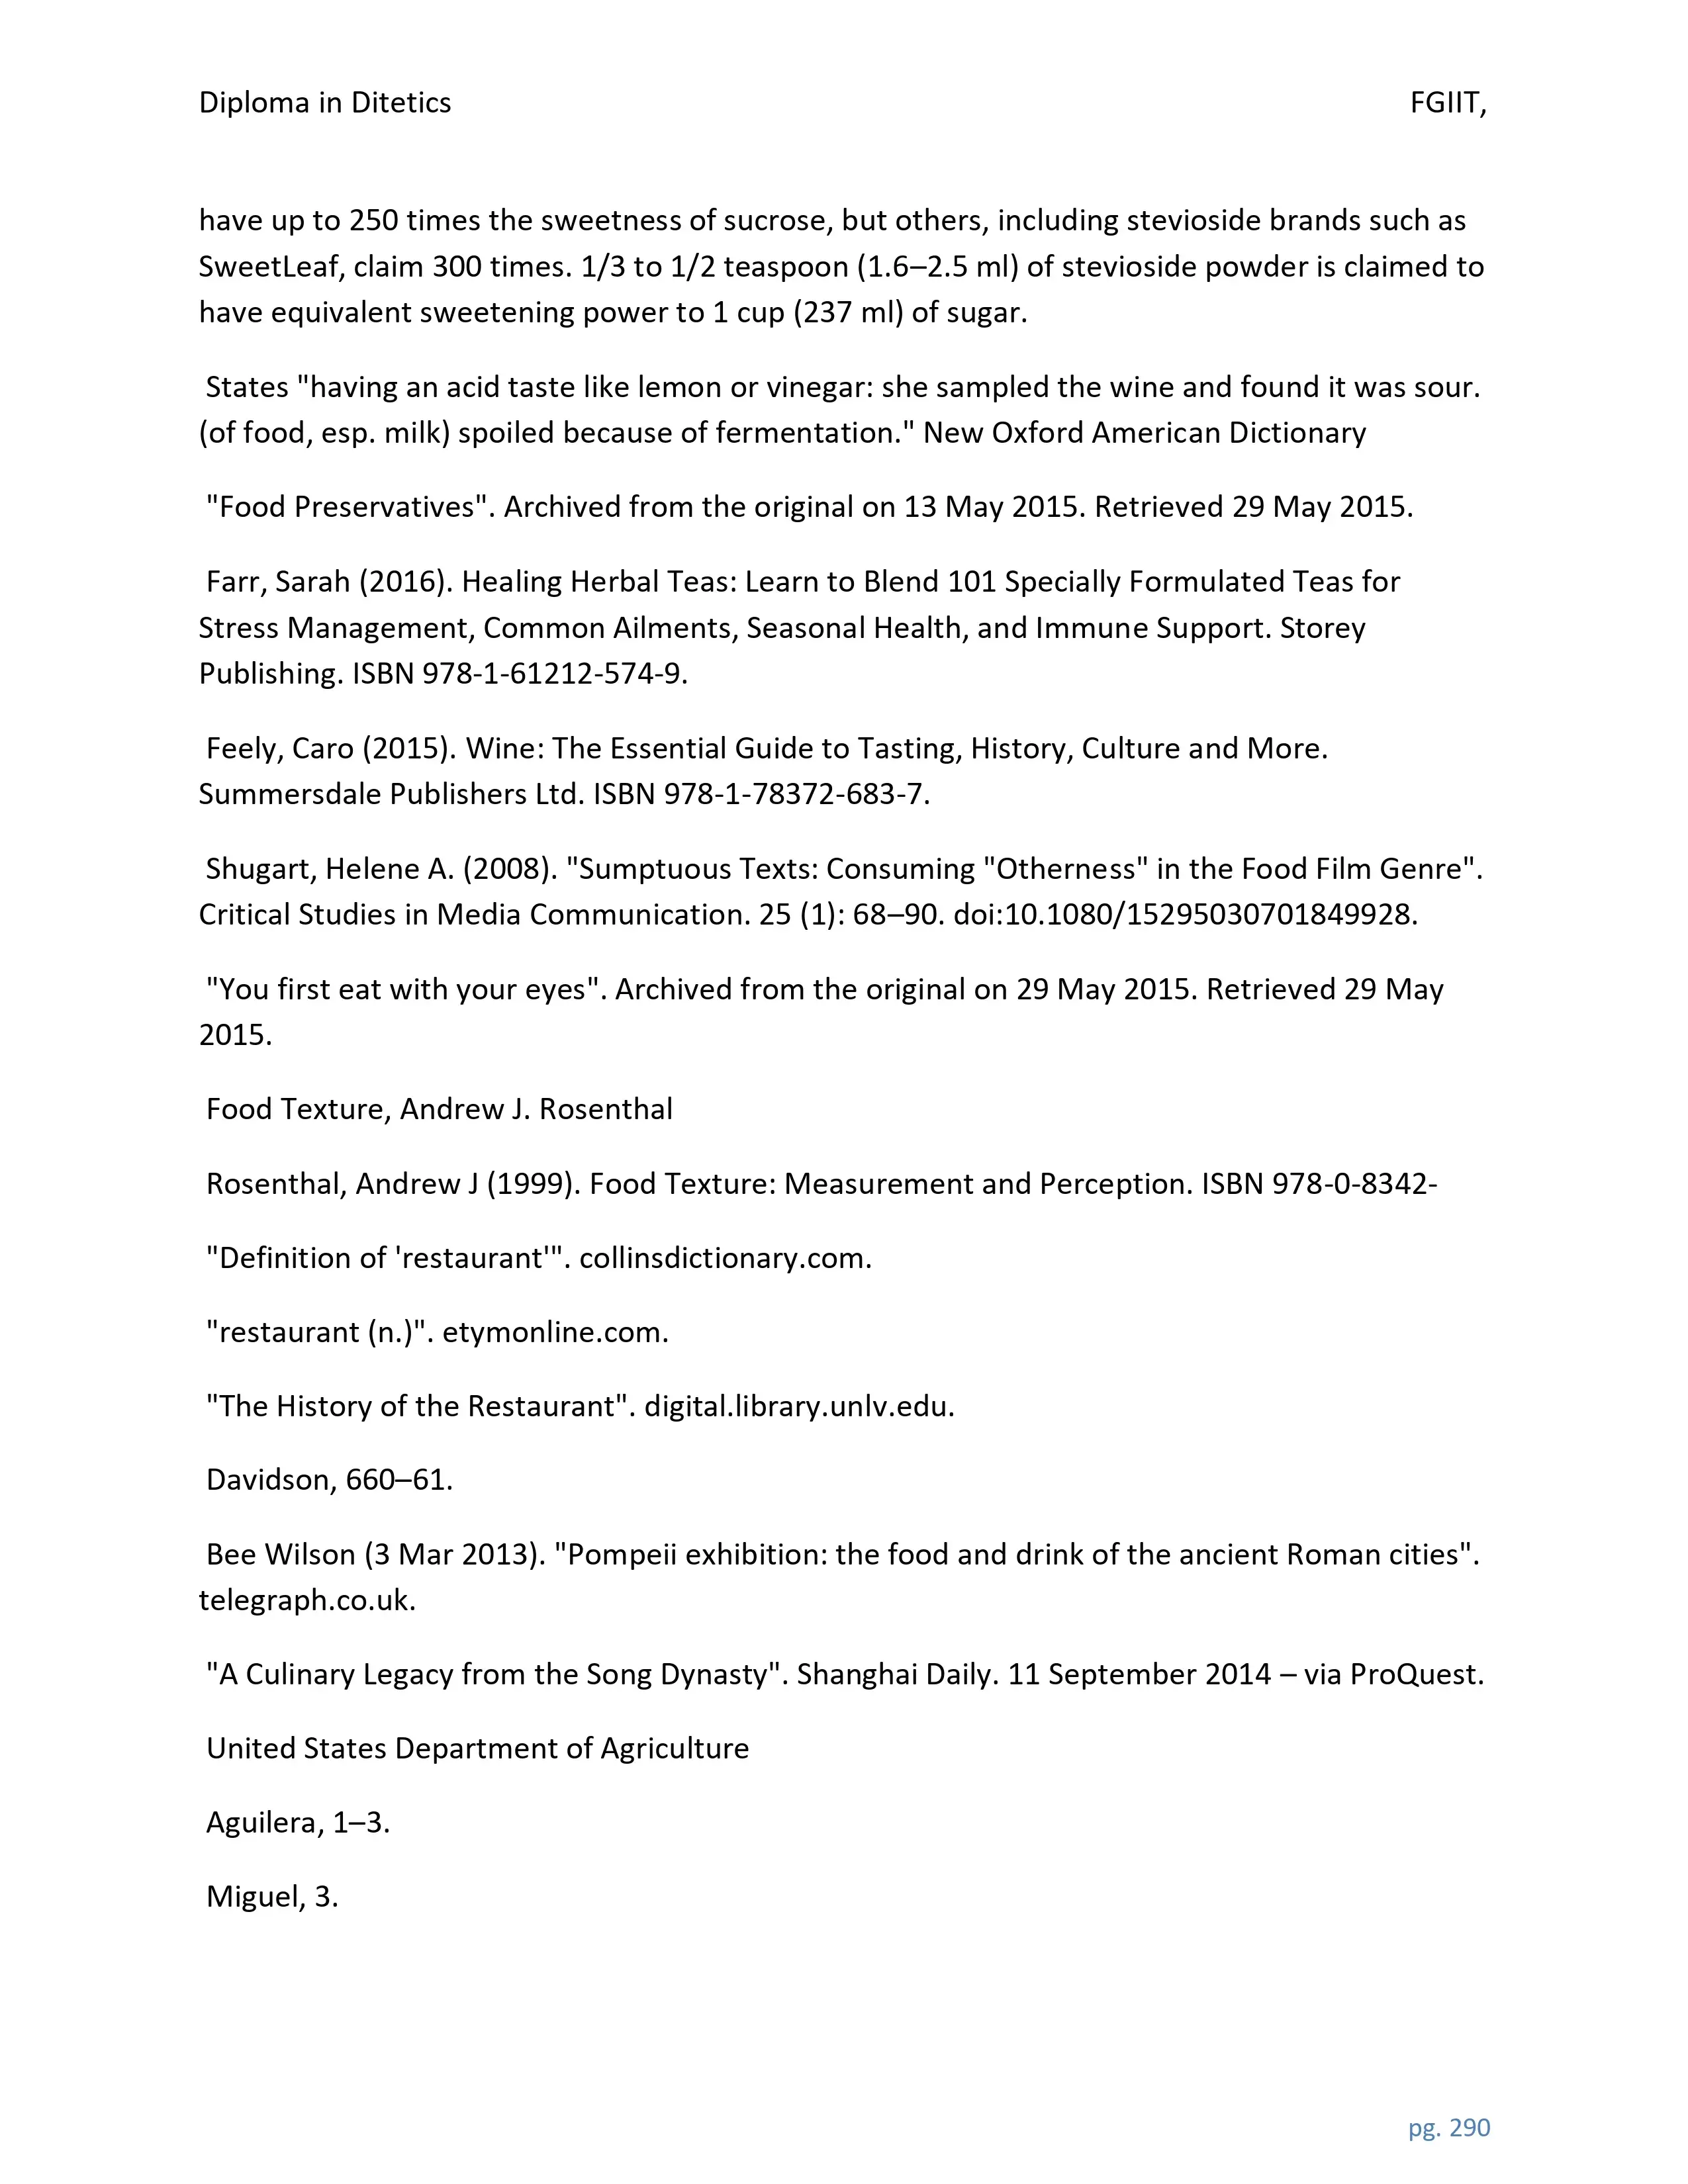 Diploma in Ditetics FGIIT,
have up to 250 times the sweetness of sucrose, but others, including stevioside brands such as
SweetLeaf, claim 300 times. 1/3 to 1/2 teaspoon (1.6–2.5 ml) of stevioside powder is claimed to
have equivalent sweetening power to 1 cup (237 ml) of sugar.
States "having an acid taste like lemon or vinegar: she sampled the wine and found it was sour.
(of food, esp. milk) spoiled because of fermentation." New Oxford American Dictionary
"Food Preservatives". Archived from the original on 13 May 2015. Retrieved 29 May 2015.
Farr, Sarah (2016). Healing Herbal Teas: Learn to Blend 101 Specially Formulated Teas for
Stress Management, Common Ailments, Seasonal Health, and Immune Support. Storey
Publishing. ISBN 978-1-61212-574-9.
Feely, Caro (2015). Wine: The Essential Guide to Tasting, History, Culture and More.
Summersdale Publishers Ltd. ISBN 978-1-78372-683-7.
Shugart, Helene A. (2008). "Sumptuous Texts: Consuming "Otherness" in the Food Film Genre".
Critical Studies in Media Communication. 25 (1): 68–90. doi:10.1080/15295030701849928.
"You first eat with your eyes". Archived from the original on 29 May 2015. Retrieved 29 May
2015.
Food Texture, Andrew J. Rosenthal
Rosenthal, Andrew J (1999). Food Texture: Measurement and Perception. ISBN 978-0-8342-
"Definition of 'restaurant'". collinsdictionary.com.
"restaurant (n.)". etymonline.com.
"The History of the Restaurant". digital.library.unlv.edu.
Davidson, 660–61.
Bee Wilson (3 Mar 2013). "Pompeii exhibition: the food and drink of the ancient Roman cities".
telegraph.co.uk.
"A Culinary Legacy from the Song Dynasty". Shanghai Daily. 11 September 2014 – via ProQuest.
United States Department of Agriculture
Aguilera, 1–3.
Miguel, 3.
pg. 290